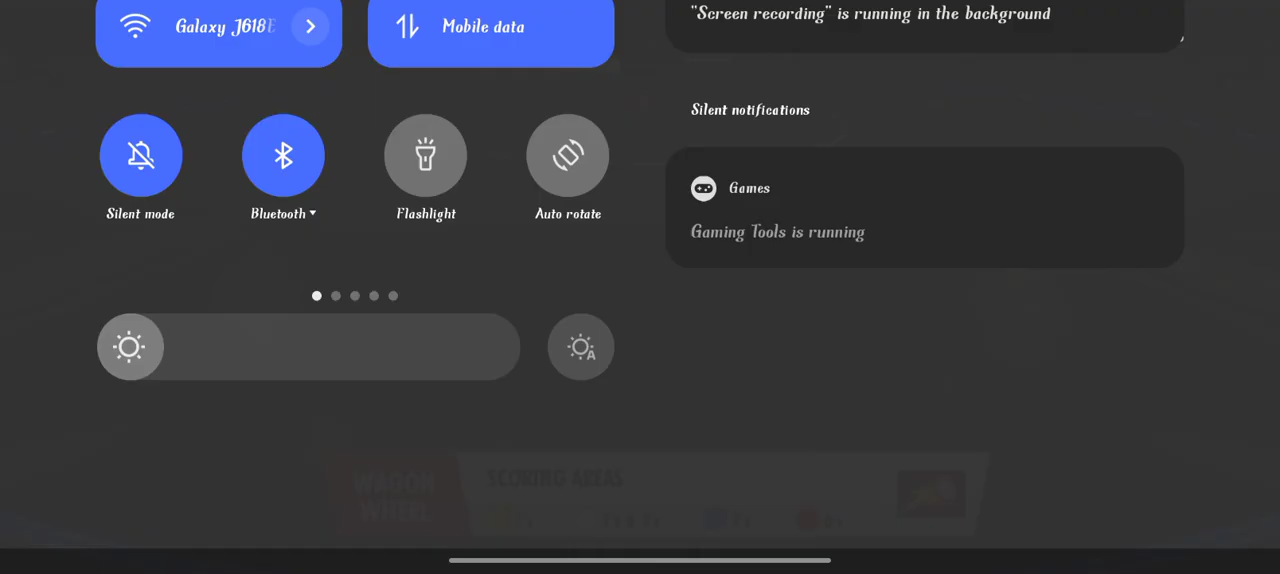 Galaxy J618
Mobile data
Silent mode
Bluetooth
Flashlight
Auto rotate
"Screen recording" is running in the background
Silent notifications
Games
Gaming Tools is running
A
WAGON
WHEEL
SCORING AREAS